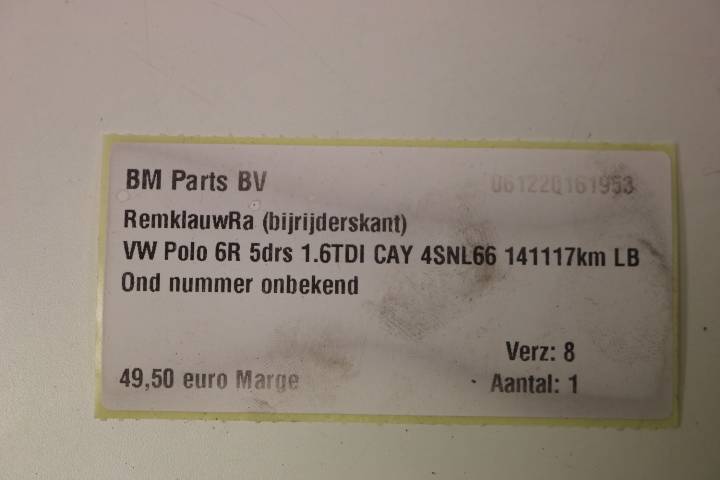 BM Parts BV 061220161953
RemklauwRa (bijrijderskant)
VW Polo 6R 5drs 1.6TDI CAY 4SNL66 141117km LB
Ond nummer onbekend
Verz: 8
49,50 euro Marge Aantal: 1